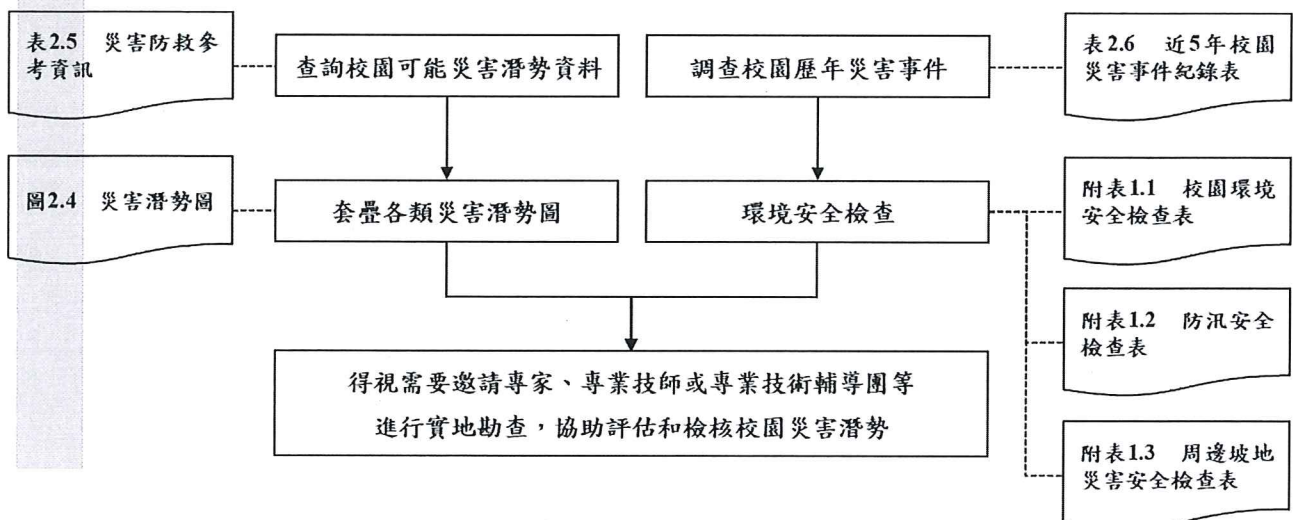 表2.5 災害防救參
考資訊
查詢校園可能災害潛勢資料
調查校園歷年災害事件
表2.6 近5年校園
災害事件紀錄表
圖2.4 災害潛勢圖
套疊各類災害潛勢圖
環境安全檢查
附表1.1 校園環境
安全檢查表
附表1.2 防汛安全
檢查表
得視需要邀請專家、專業技師或專業技術輔導團等
進行實地勘查，協助評估和檢核校園災害潛勢
附表1.3 周邊坡地
災害安全檢查表